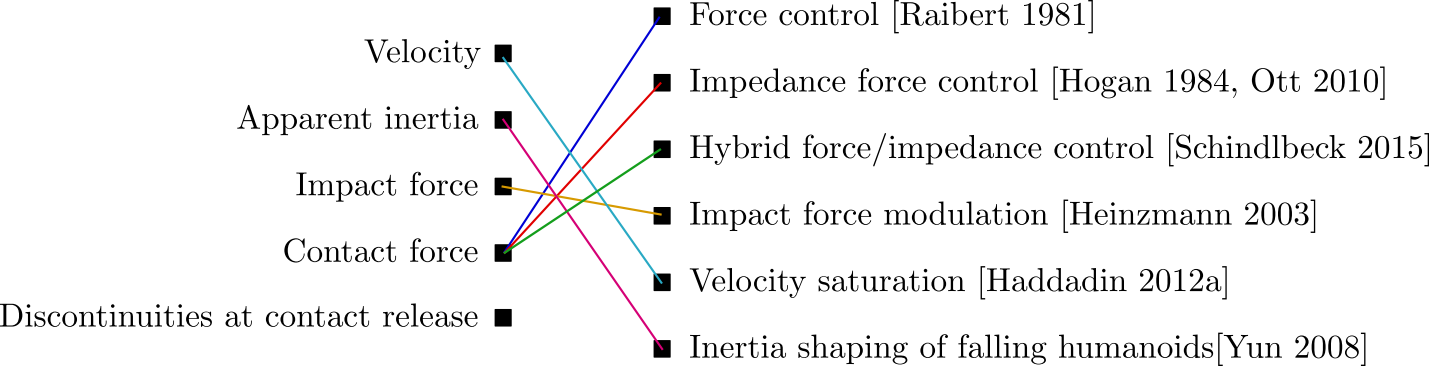 Velocity
Apparent inertia
Impact force
Contact force
Discontinuities at contact release
Force control [Raibert 1981]
Impedance force control [Hogan 1984, Ott 2010]
Hybrid force/impedance control [Schindlbeck 2015]
Impact force modulation [Heinzmann 2003]
Velocity saturation [Haddadin 2012a]
Inertia shaping of falling humanoids[Yun 2008]